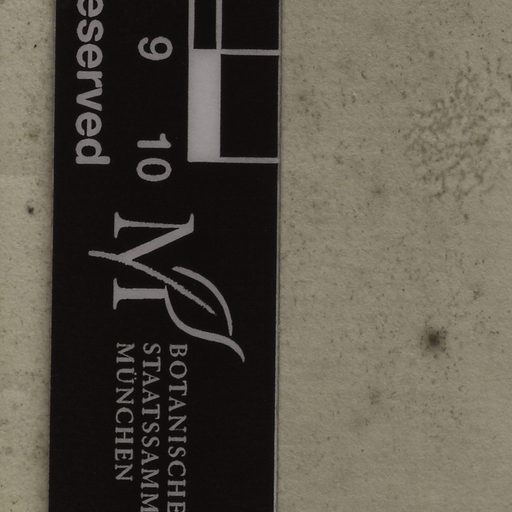 eserved
9
10
BOTANISCHE
STAATSSAMM
MÜNCHEN